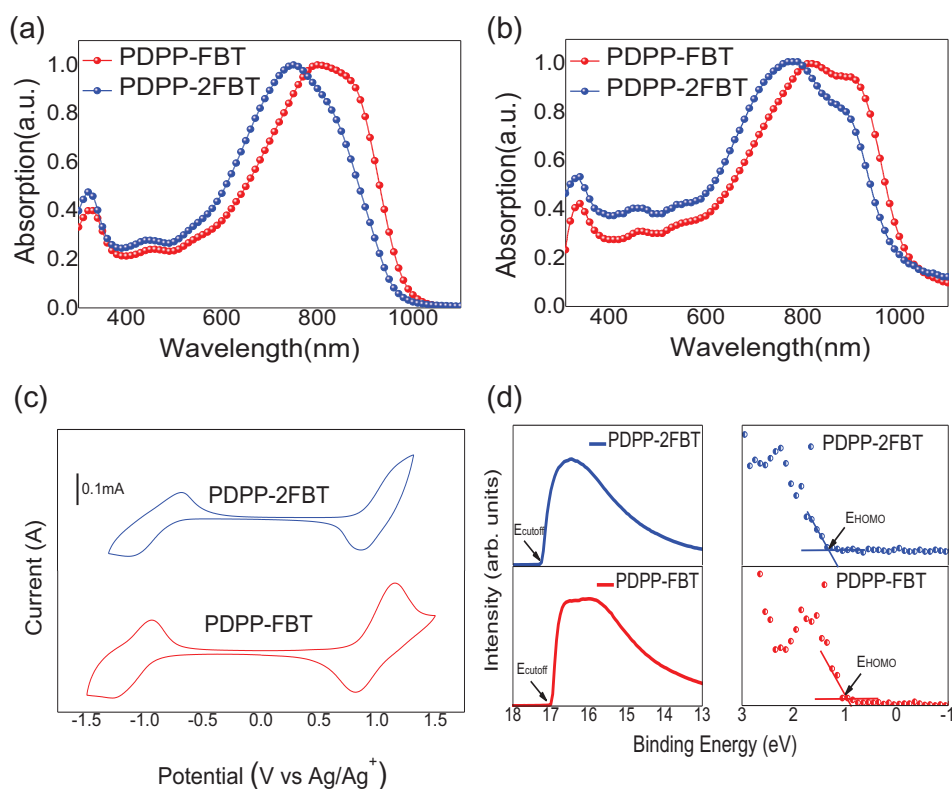 (a)
PDPP-FBT
PDPP-2FBT
Absorption(a.u.)
1.0
0.8
0.6
0.4
0.2
0.0
400 600 800 1000
Wavelength(nm)
(b)
PDPP-FBT
PDPP-2FBT
Absorption(a.u.)
1.0
0.8
0.6
0.4
0.2
0.0
400 600 800 1000
Wavelength(nm)
(c)
0.1mA
PDPP-2FBT
PDPP-FBT
Current (A)
-1.5 -1.0 -0.5 0.0 0.5 1.0 1.5
Potential (V vs Ag/Ag+)
(d)
Intensity (arb. units)
PDPP-2FBT
Ecutoff
PDPP-FBT
Ecutoff
18 17 16 15 14 13
PDPP-2FBT
EHOMO
PDPP-FBT
EHOMO
3 2 1 0 -1
Binding Energy (eV)